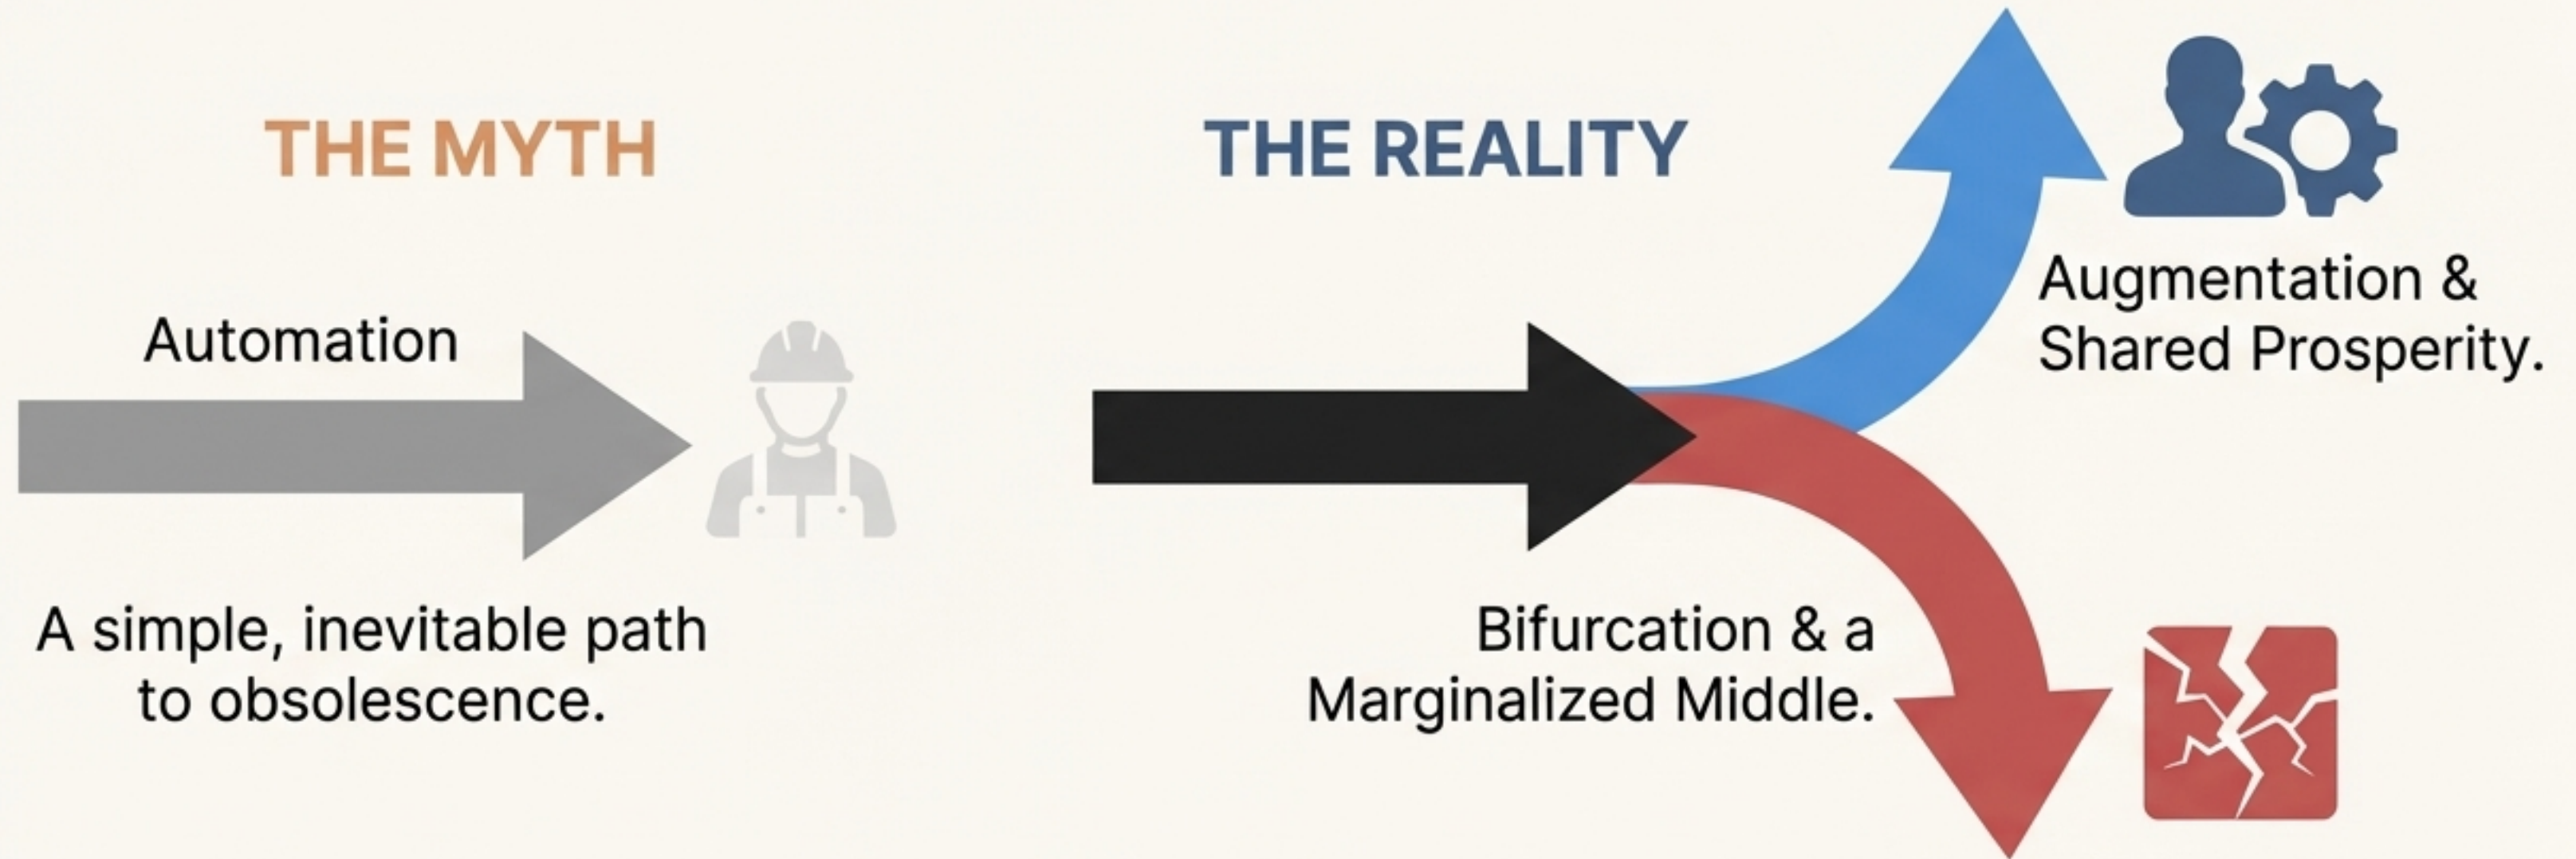 THE MYTH
Automation
A simple, inevitable path
to obsolescence.
THE REALITY
Augmentation &
Shared Prosperity.
Bifurcation & a
Marginalized Middle.